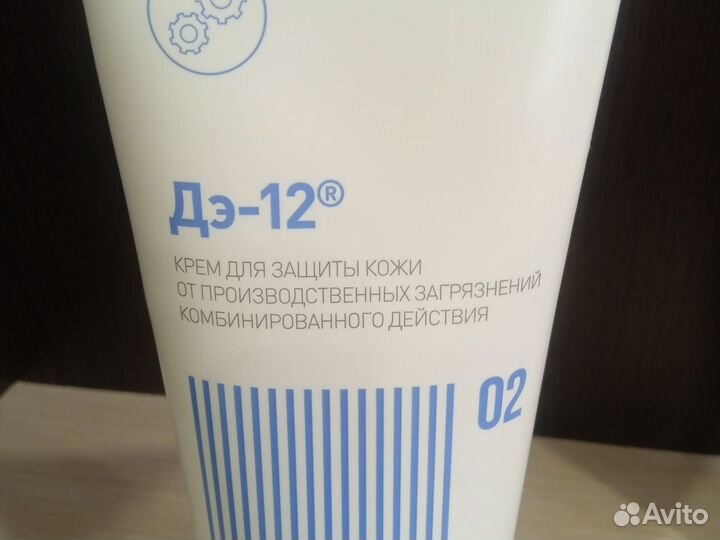 Дэ-12®
КРЕМ ДЛЯ ЗАЩИТЫ КОЖИ
ОТ ПРОИЗВОДСТВЕННЫХ ЗАГРЯЗНЕНИЙ
КОМБИНИРОВАННОГО ДЕЙСТВИЯ
02
Avito